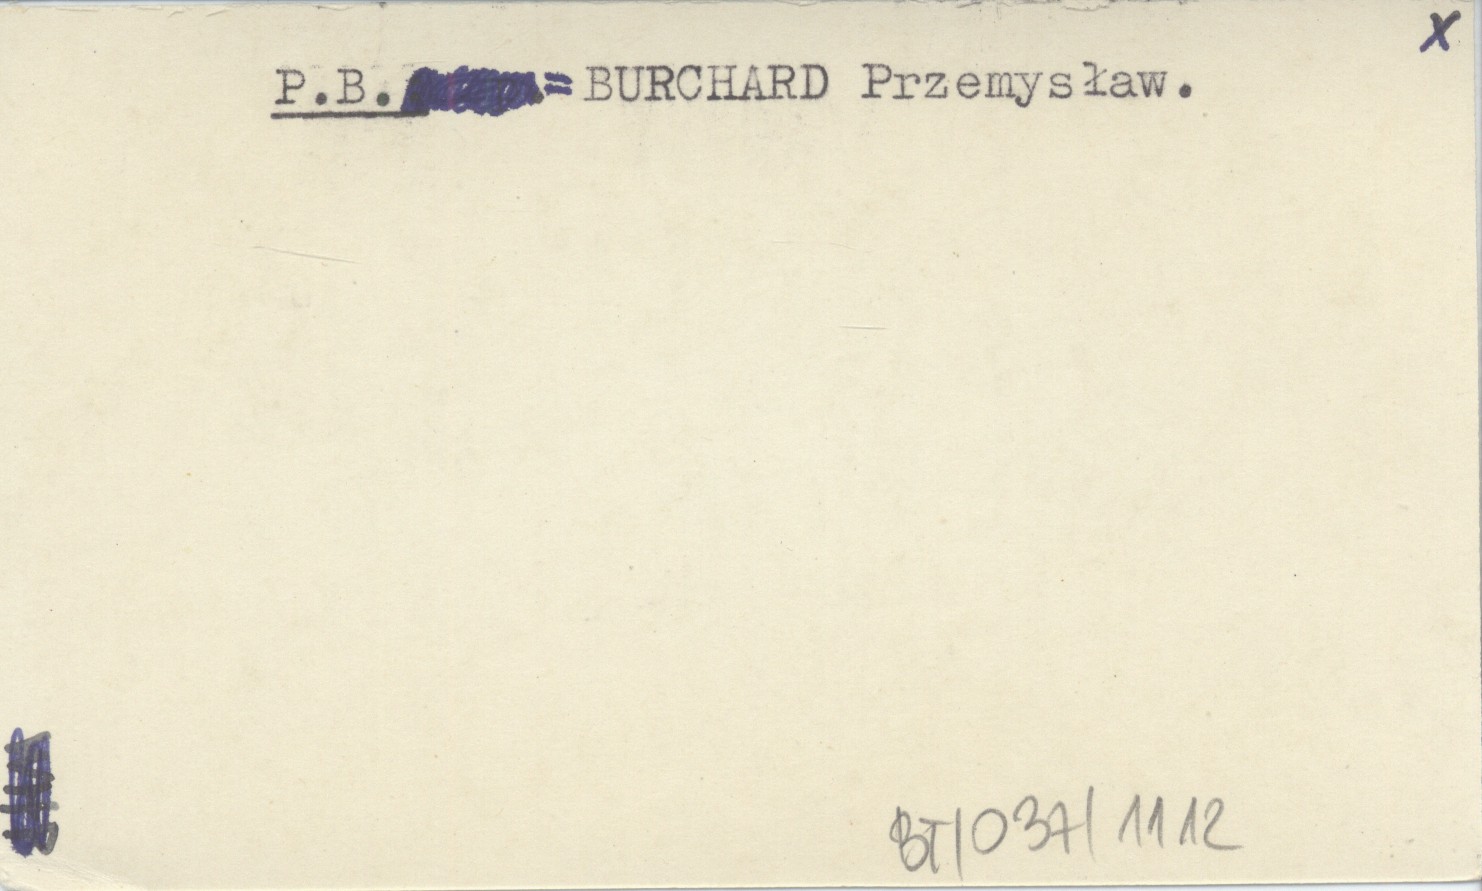 X
P.B. = BURCHARD Przemysław.
BT/037/1112